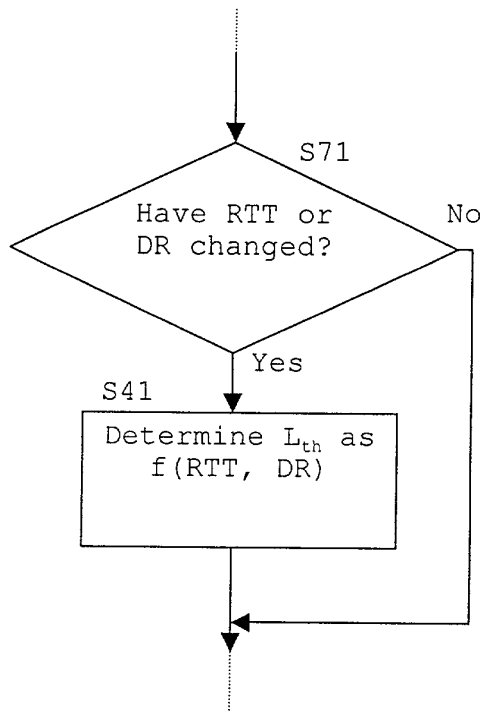 S71
Have RTT or
DR changed?
No
Yes
S41
Determine Lth as
f(RTT, DR)